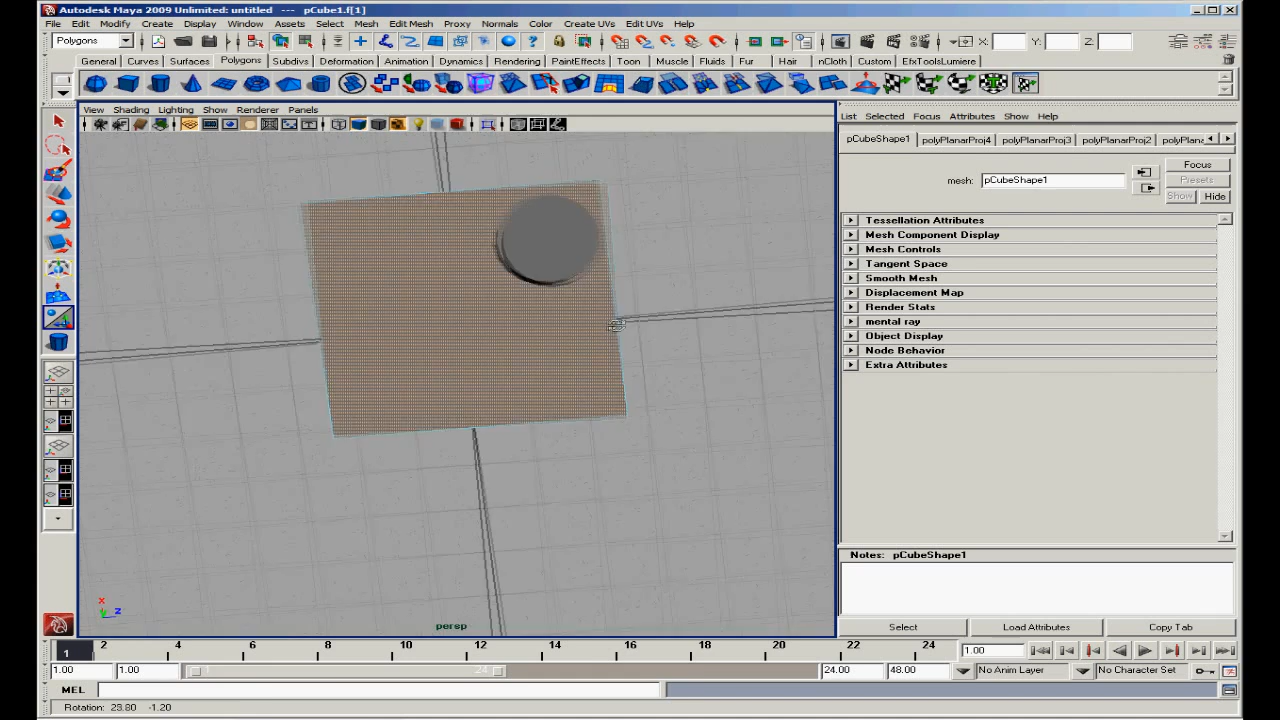 Autodesk Maya 2009 Unlimited: untitled --- pCube1.f[1]
File Edit Modify Create Display Window Assets Select Mesh Edit Mesh Proxy Normals Color Create UVs Edit UVs Help
Polygons X: Y: Z:
General Curves Surfaces Polygons Subdivs Deformation Animation Dynamics Rendering PaintEffects Toon Muscle Fluids Fur Hair nCloth Custom EfxToolsLumiere
View Shading Lighting Show Renderer Panels
List Selected Focus Attributes Show Help
pCubeShape1 polyPlanarProj4 polyPlanarProj3 polyPlanarProj2 polyPlana
Focus
mesh: pCubeShape1
Presets
Show Hide
Tessellation Attributes
Mesh Component Display
Mesh Controls
Tangent Space
Smooth Mesh
Displacement Map
Render Stats
mental ray
Object Display
Node Behavior
Extra Attributes
Notes: pCubeShape1
x
y z
persp
Select Load Attributes Copy Tab
1 2 4 6 8 10 12 14 16 18 20 22 24 1.00
1.00 1.00 1 24 24.00 48.00 No Anim Layer No Character Set
MEL
Rotation: 23.80 -1.20